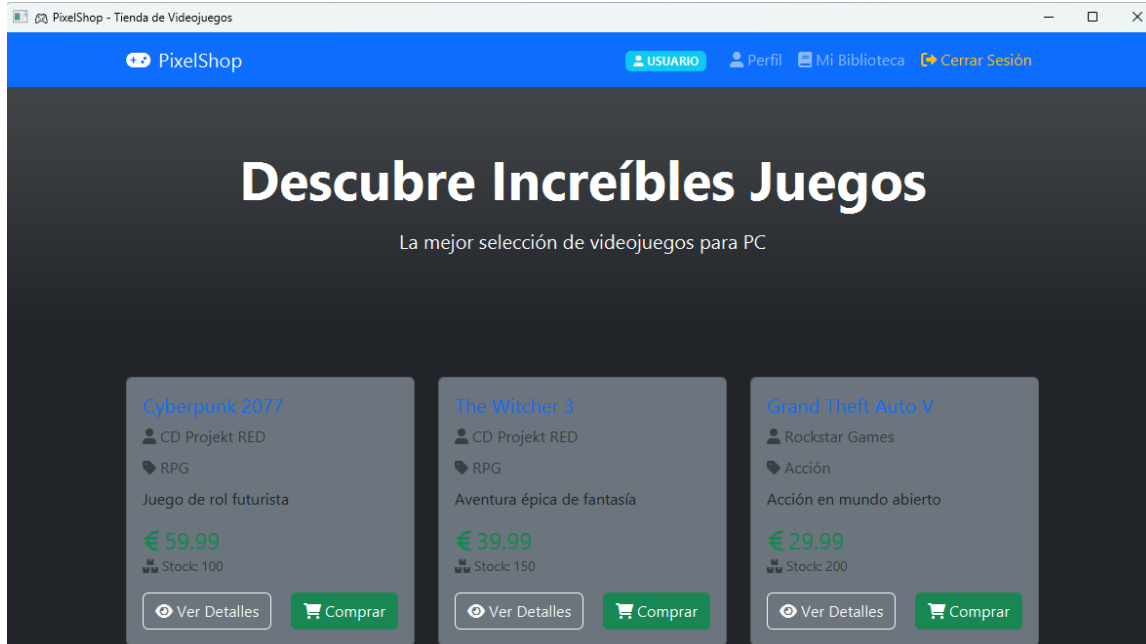 PixelShop - Tienda de Videojuegos
PixelShop
USUARIO Perfil Mi Biblioteca Cerrar Sesión
Descubre Increíbles Juegos
La mejor selección de videojuegos para PC
Cyberpunk 2077
CD Projekt RED
RPG
Juego de rol futurista
€ 59.99
Stock: 100
Ver Detalles Comprar
The Witcher 3
CD Projekt RED
RPG
Aventura épica de fantasía
€ 39.99
Stock: 150
Ver Detalles Comprar
Grand Theft Auto V
Rockstar Games
Acción
Acción en mundo abierto
€ 29.99
Stock: 200
Ver Detalles Comprar